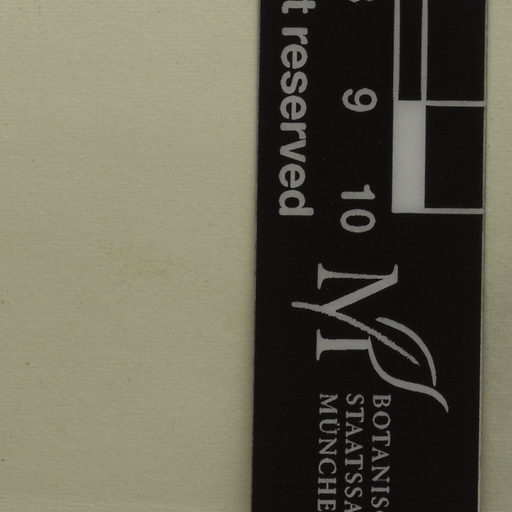 t reserved
9
10
M
BOTANIS
STAATSSA
MÜNCHE